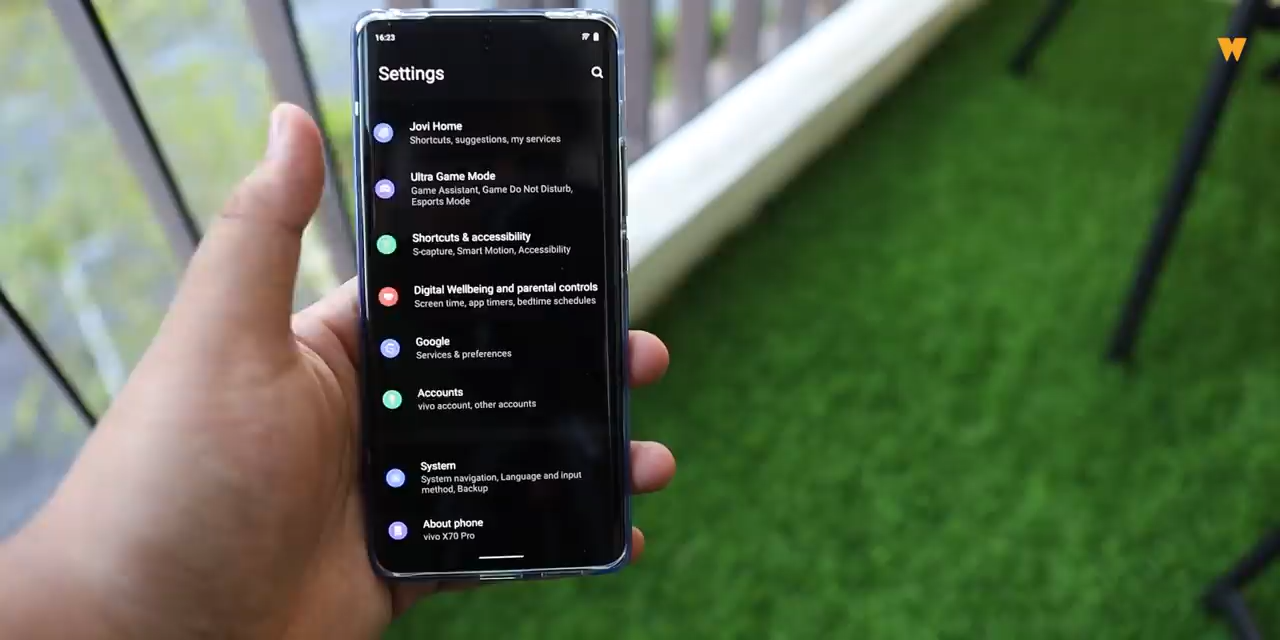 16:23
Settings
Jovi Home
Shortcuts, suggestions, my services
Ultra Game Mode
Game Assistant, Game Do Not Disturb,
Esports Mode
Shortcuts & accessibility
S-capture, Smart Motion, Accessibility
Digital Wellbeing and parental controls
Screen time, app timers, bedtime schedules
Google
Services & preferences
Accounts
vivo account, other accounts
System
System navigation, Language and input
method, Backup
About phone
vivo X70 Pro
W